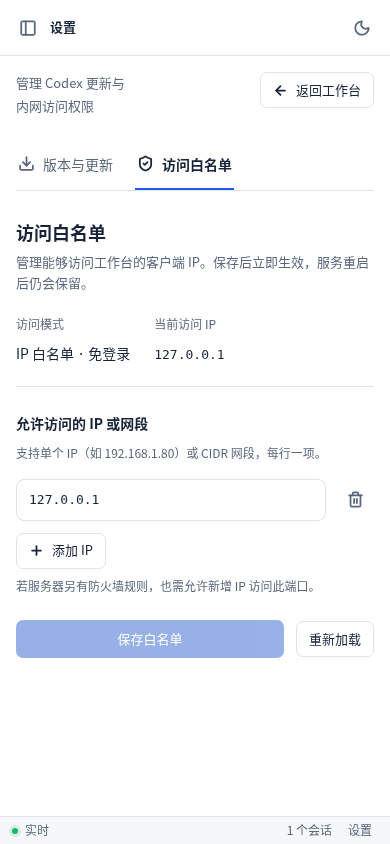 设置
管理 Codex 更新与
内网访问权限
返回工作台
版本与更新
访问白名单
访问白名单
管理能够访问工作台的客户端 IP。保存后立即生效，服务重启
后仍会保留。
访问模式
当前访问 IP
IP 白名单 · 免登录
127.0.0.1
允许访问的 IP 或网段
支持单个 IP（如 192.168.1.80）或 CIDR 网段，每行一项。
127.0.0.1
添加 IP
若服务器另有防火墙规则，也需允许新增 IP 访问此端口。
保存白名单
重新加载
实时
1 个会话
设置